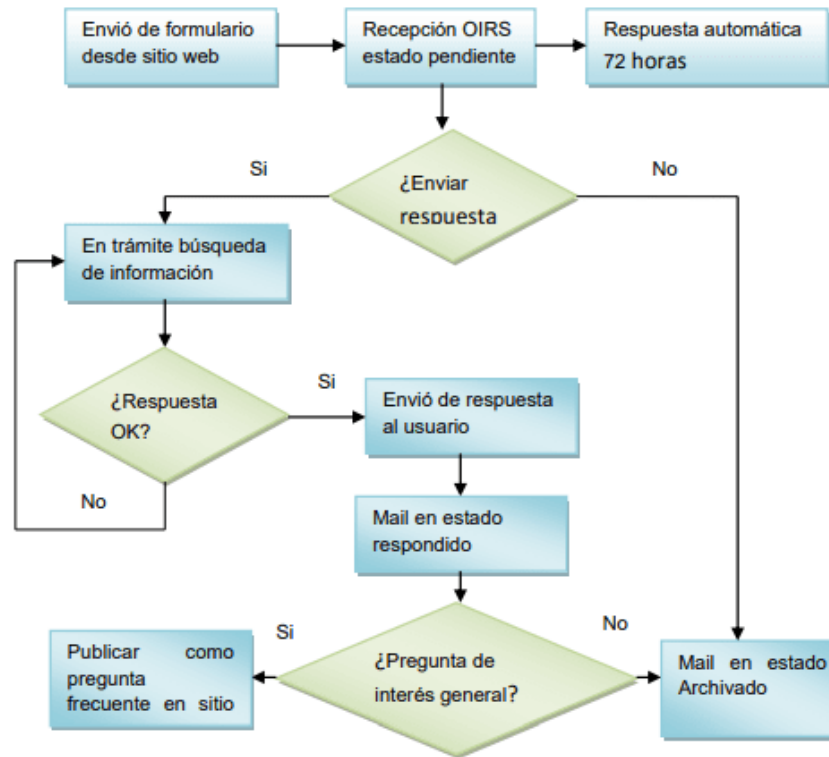 Envió de formulario
desde sitio web
Recepción OIRS
estado pendiente
Respuesta automática
72 horas
¿Enviar
respuesta
Si
No
En trámite búsqueda
de información
¿Respuesta
OK?
Si
No
Envió de respuesta
al usuario
Mail en estado
respondido
¿Pregunta de
interés general?
Si
No
Publicar como
pregunta
frecuente en sitio
Mail en estado
Archivado